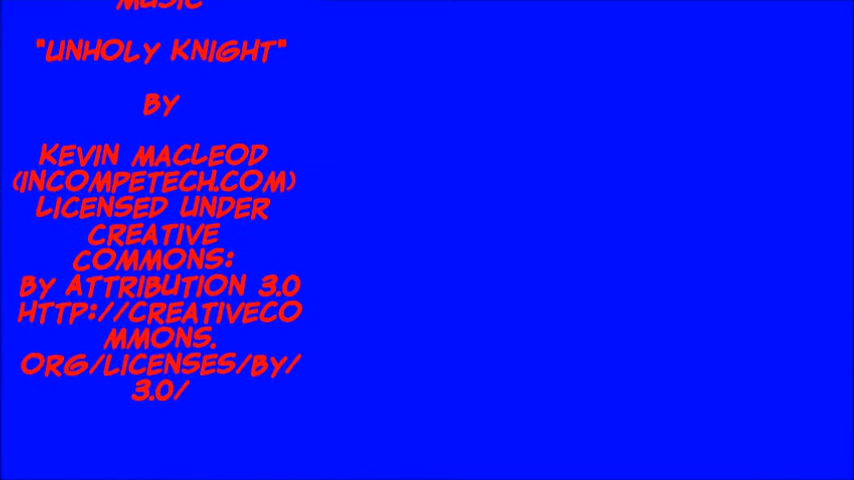 MUSIC
"UNHOLY KNIGHT"
BY
KEVIN MACLEOD
(INCOMPETECH.COM)
LICENSED UNDER
CREATIVE
COMMONS:
BY ATTRIBUTION 3.0
HTTP://CREATIVECO
MMONS.
ORG/LICENSES/BY/
3.0/